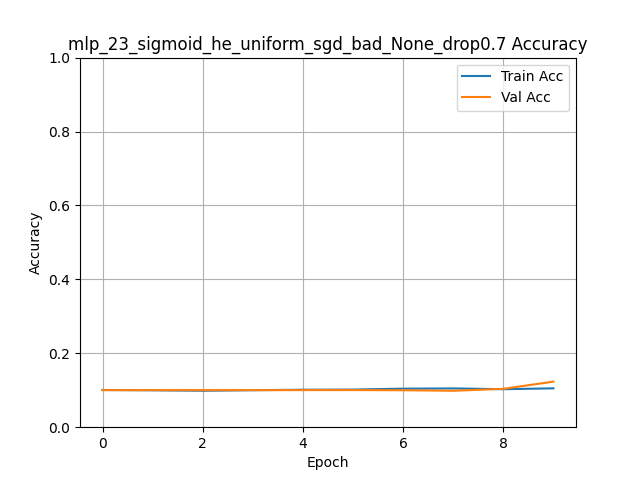 mlp_23_sigmoid_he_uniform_sgd_bad_None_drop0.7 Accuracy
1.0
0.8
0.6
0.4
0.2
0.0
Accuracy
Train Acc
Val Acc
0 2 4 6 8
Epoch